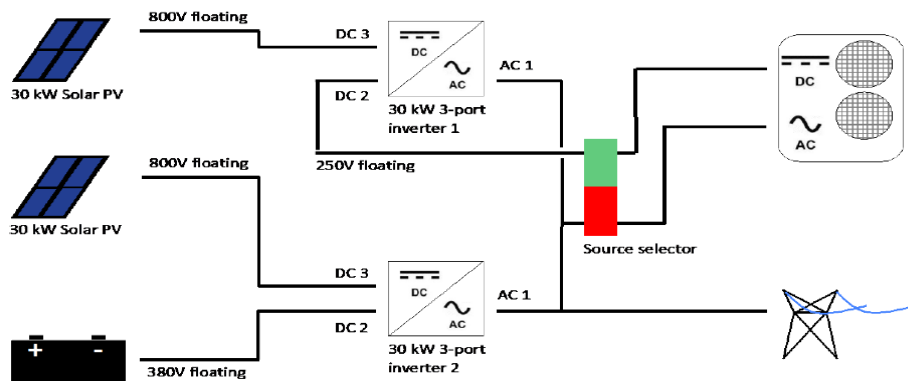 800V floating
30 kW Solar PV
DC 3
DC
AC
DC 2
AC 1
30 kW 3-port
inverter 1
DC
AC
250V floating
800V floating
30 kW Solar PV
Source selector
DC 3
DC
AC
DC 2
AC 1
30 kW 3-port
inverter 2
+ -
380V floating